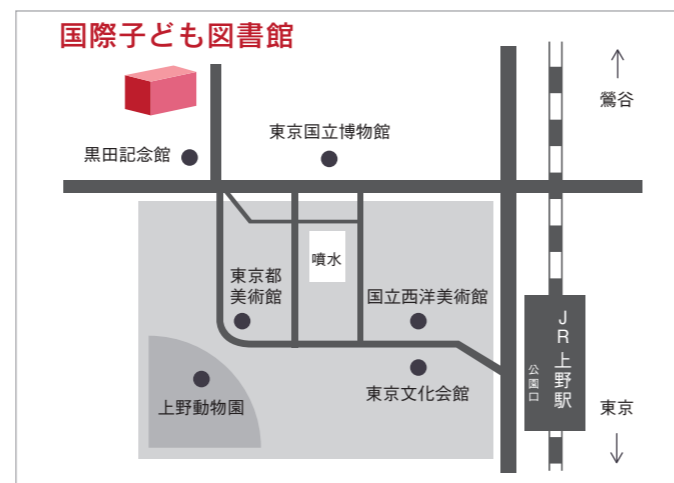 国際子ども図書館
鶯谷
東京国立博物館
黒田記念館
噴水
東京都
美術館
国立西洋美術館
JR上野駅
公園口
東京文化会館
上野動物園
東京